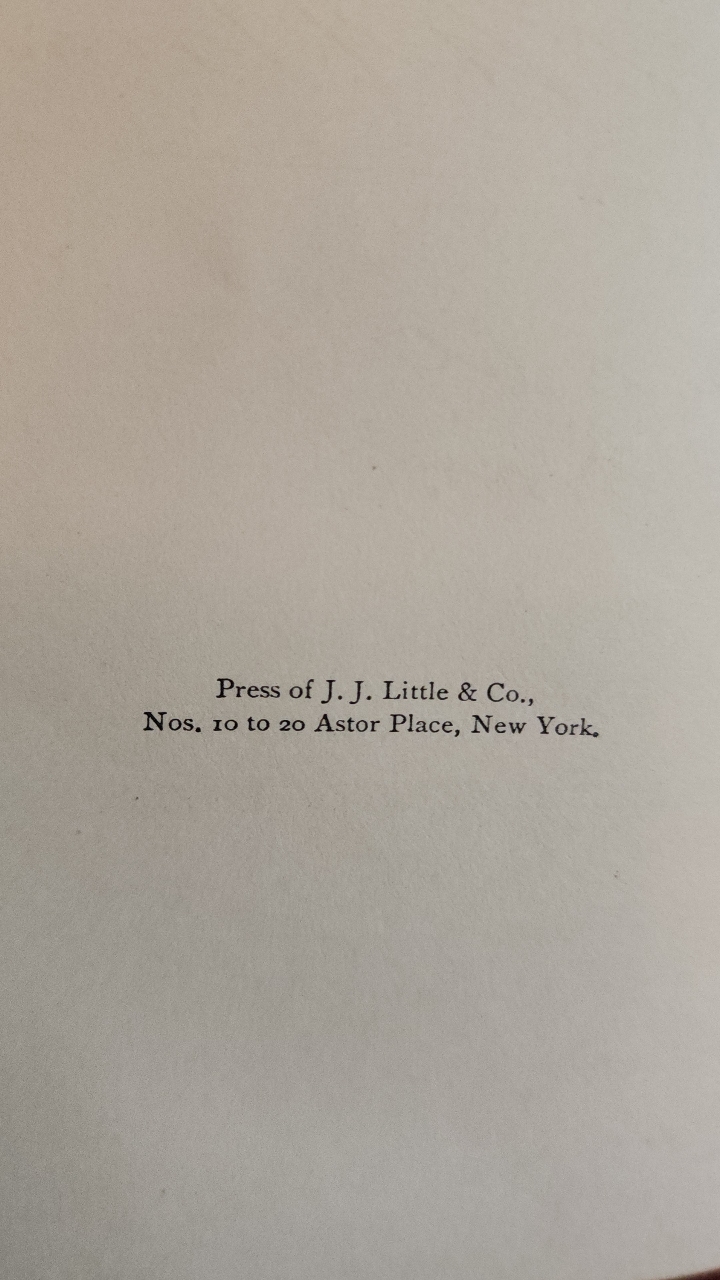 Press of J. J. Little & Co.,
Nos. 10 to 20 Astor Place, New York.